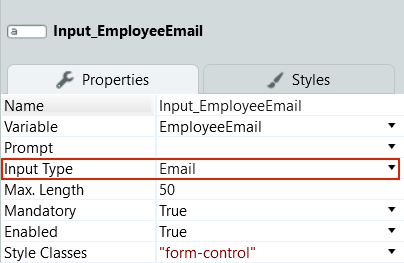 a Input_EmployeeEmail
Properties Styles
Name Input_EmployeeEmail
Variable EmployeeEmail
Prompt
Input Type Email
Max. Length 50
Mandatory True
Enabled True
Style Classes "form-control"